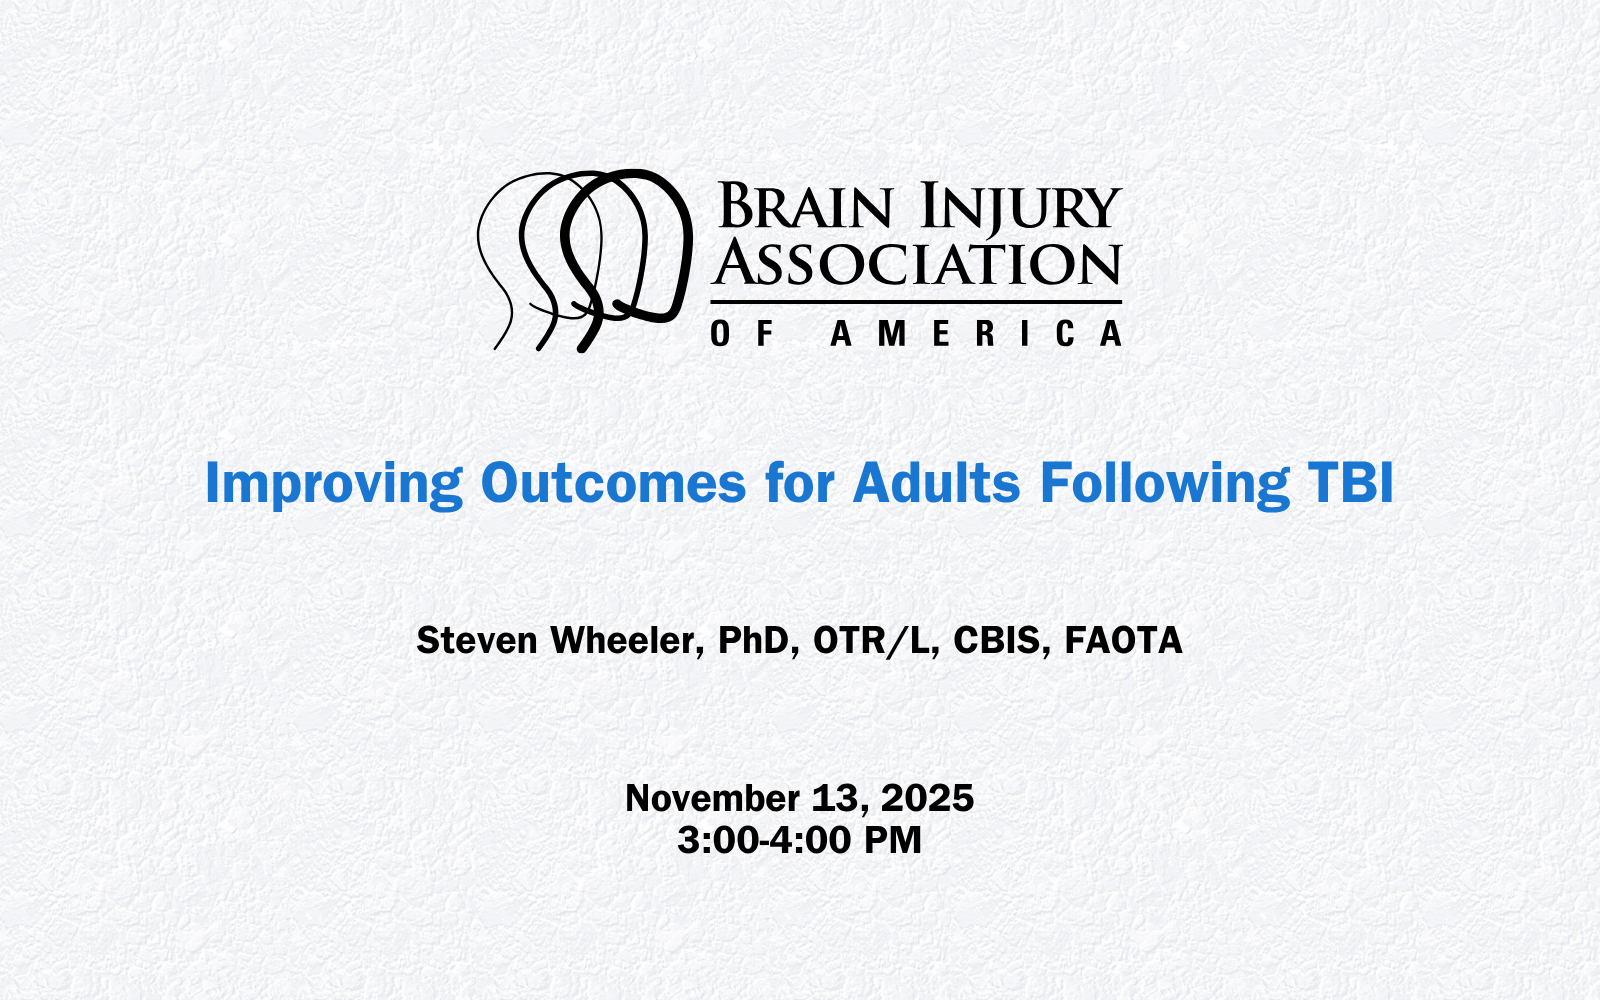 BRAIN INJURY
ASSOCIATION
OF AMERICA
Improving Outcomes for Adults Following TBI
Steven Wheeler, PhD, OTR/L, CBIS, FAOTA
November 13, 2025
3:00-4:00 PM